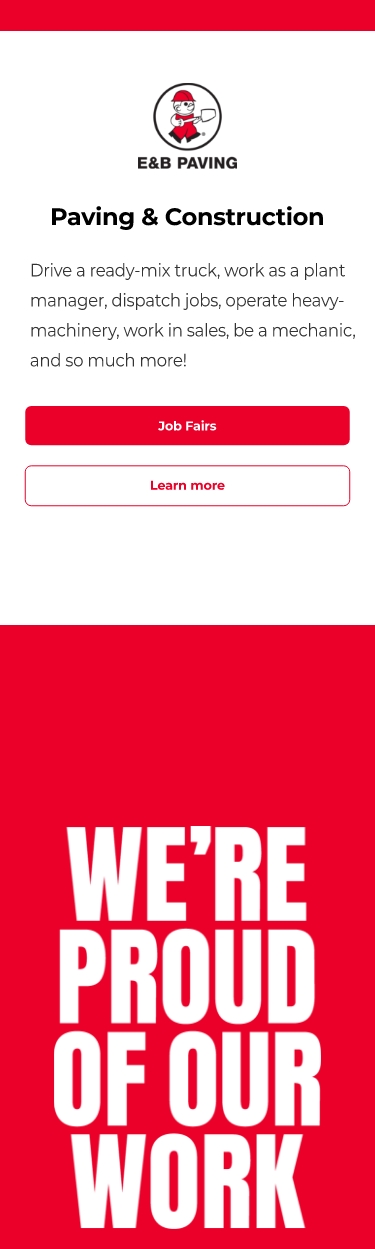 E&B PAVING
Paving & Construction
Drive a ready-mix truck, work as a plant
manager, dispatch jobs, operate heavy-
machinery, work in sales, be a mechanic,
and so much more!
Job Fairs
Learn more
WE’RE
PROUD
OF OUR
WORK